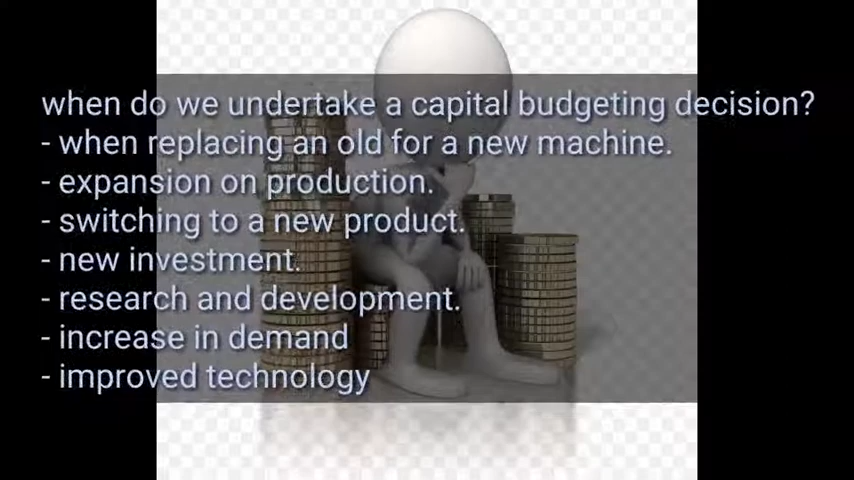 when do we undertake a capital budgeting decision?
- when replacing an old for a new machine.
- expansion on production.
- switching to a new product.
- new investment.
- research and development.
- increase in demand
- improved technology